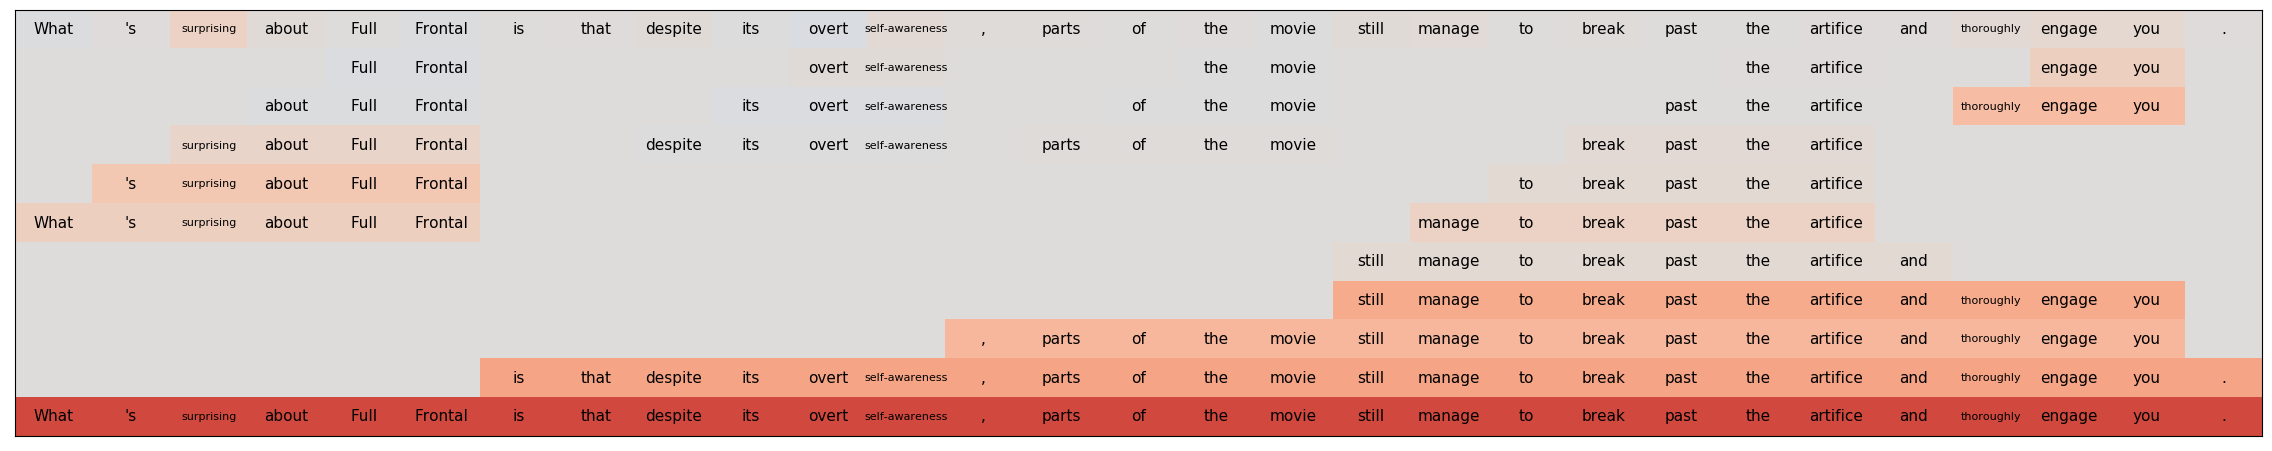 What 's surprising about Full Frontal is that despite its overt self-awareness , parts of the movie still manage to break past the artifice and thoroughly engage you .
Full Frontal overt self-awareness the movie the artifice engage you
about Full Frontal its overt self-awareness of the movie past the artifice thoroughly engage you
surprising about Full Frontal despite its overt self-awareness parts of the movie break past the artifice
's surprising about Full Frontal to break past the artifice
What 's surprising about Full Frontal manage to break past the artifice
still manage to break past the artifice and
still manage to break past the artifice and thoroughly engage you
, parts of the movie still manage to break past the artifice and thoroughly engage you
is that despite its overt self-awareness , parts of the movie still manage to break past the artifice and thoroughly engage you .
What 's surprising about Full Frontal is that despite its overt self-awareness , parts of the movie still manage to break past the artifice and thoroughly engage you .